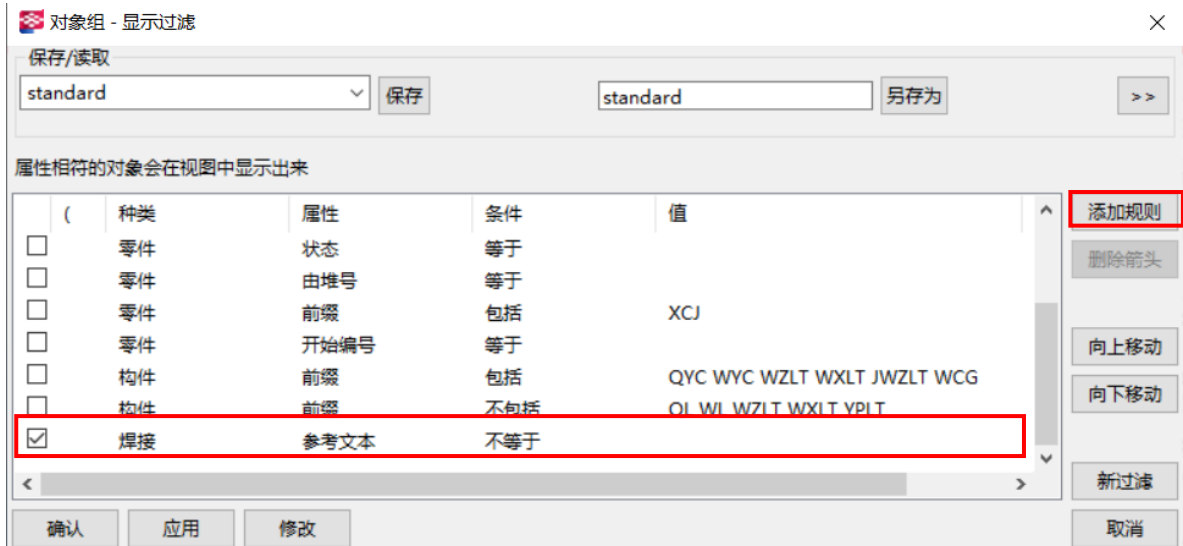 对象组 - 显示过滤
保存/读取
standard 保存 standard 另存为 >>
属性相符的对象会在视图中显示出来
( 种类 属性 条件 值 添加规则
零件 状态 等于
删除箭头
零件 由堆号 等于
零件 前缀 包括 XCJ
零件 开始编号 等于 向上移动
构件 前缀 包括 QYC WYC WZLT WXLT JWZLT WCG
向下移动
构件 前缀 不包括 QL WL WZLT WXLT YPLT
焊接 参考文本 不等于
新过滤
确认 应用 修改 取消